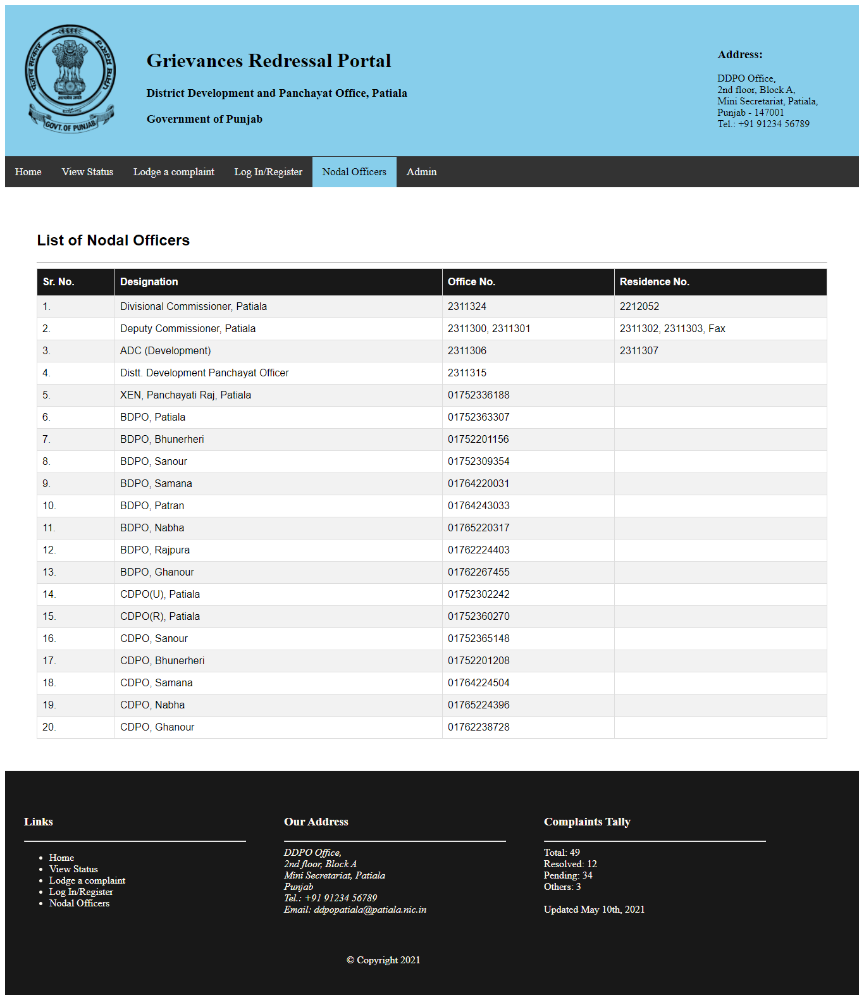 ਪੰਜਾਬ ਸਰਕਾਰ
सत्यमेव जयते
GOVT. OF PUNJAB
Grievances Redressal Portal
District Development and Panchayat Office, Patiala
Government of Punjab
Address:
DDPO Office,
2nd floor, Block A,
Mini Secretariat, Patiala,
Punjab - 147001
Tel.: +91 91234 56789
Home View Status Lodge a complaint Log In/Register Nodal Officers Admin
List of Nodal Officers
Sr. No. Designation Office No. Residence No.
1. Divisional Commissioner, Patiala 2311324 2212052
2. Deputy Commissioner, Patiala 2311300, 2311301 2311302, 2311303, Fax
3. ADC (Development) 2311306 2311307
4. Distt. Development Panchayat Officer 2311315
5. XEN, Panchayati Raj, Patiala 01752336188
6. BDPO, Patiala 01752363307
7. BDPO, Bhunerheri 01752201156
8. BDPO, Sanour 01752309354
9. BDPO, Samana 01764220031
10. BDPO, Patran 01764243033
11. BDPO, Nabha 01765220317
12. BDPO, Rajpura 01762224403
13. BDPO, Ghanour 01762267455
14. CDPO(U), Patiala 01752302242
15. CDPO(R), Patiala 01752360270
16. CDPO, Sanour 01752365148
17. CDPO, Bhunerheri 01752201208
18. CDPO, Samana 01764224504
19. CDPO, Nabha 01765224396
20. CDPO, Ghanour 01762238728
Links
Home
View Status
Lodge a complaint
Log In/Register
Nodal Officers
Our Address
DDPO Office,
2nd floor, Block A
Mini Secretariat, Patiala
Punjab
Tel.: +91 91234 56789
Email: ddpopatiala@patiala.nic.in
Complaints Tally
Total: 49
Resolved: 12
Pending: 34
Others: 3
Updated May 10th, 2021
© Copyright 2021